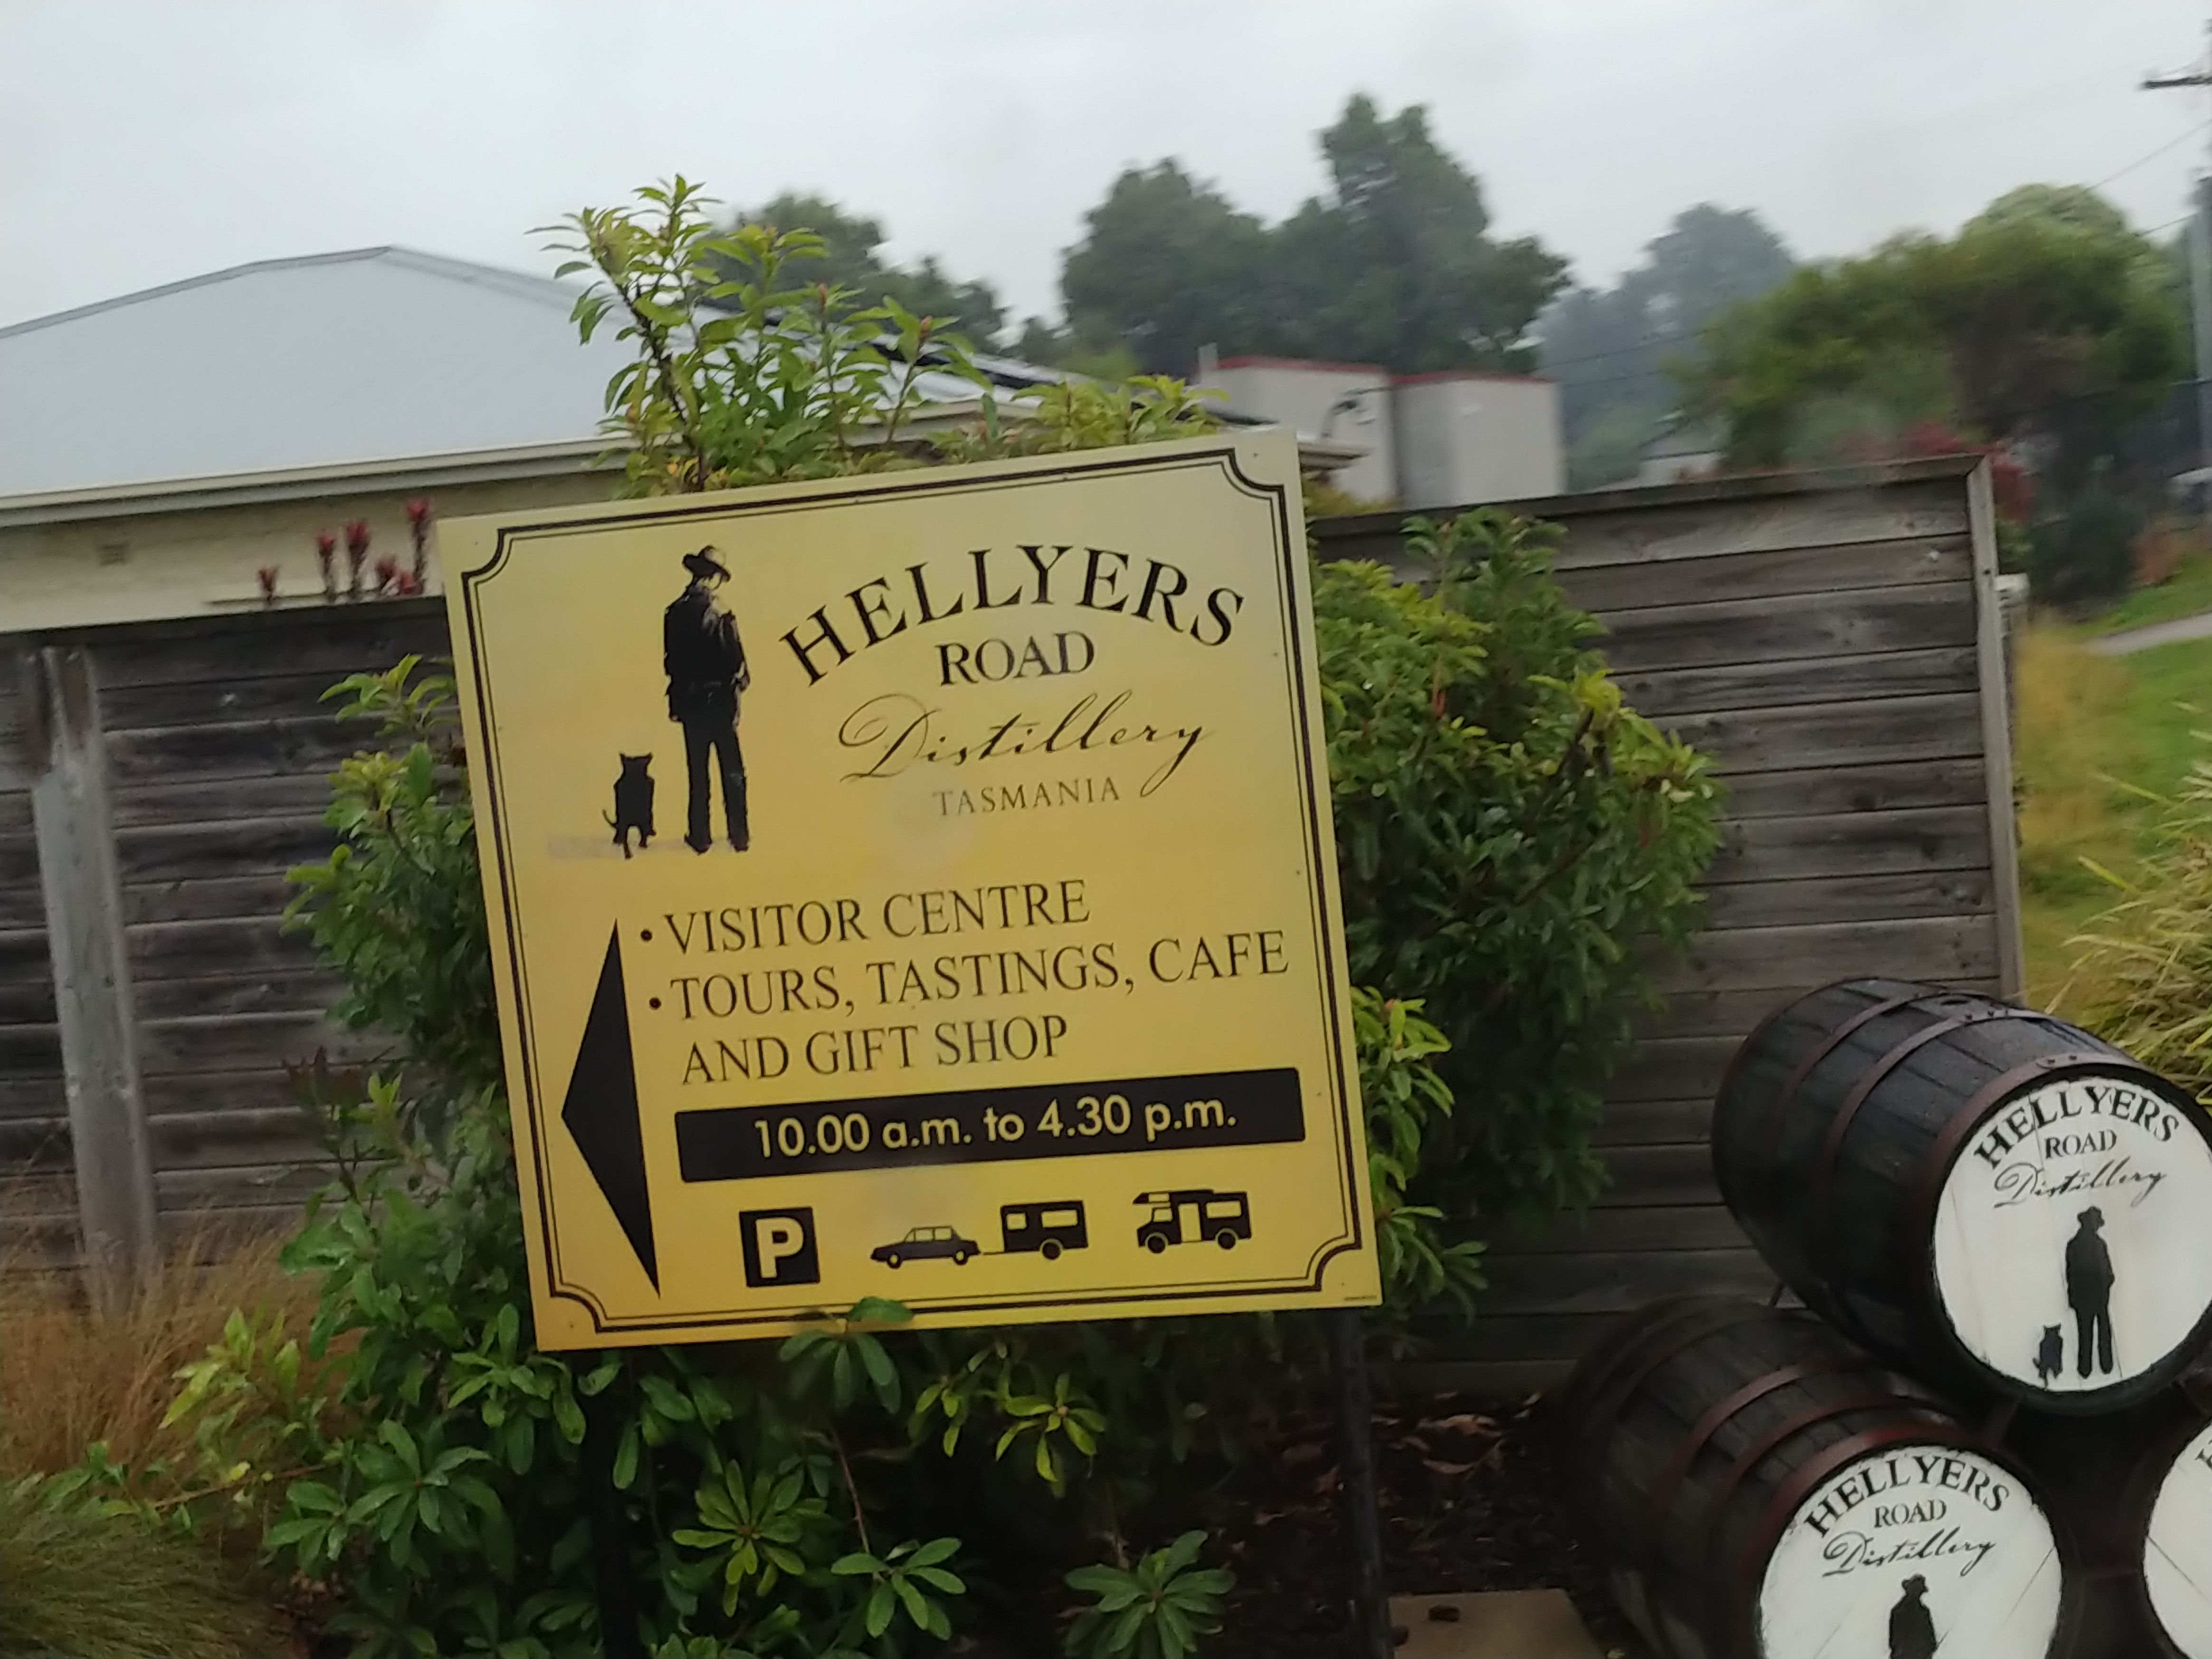 HELLYERS
ROAD
Distillery
TASMANIA
• VISITOR CENTRE
• TOURS, TASTINGS, CAFE
AND GIFT SHOP
10.00 a.m. to 4.30 p.m.
P
HELLYERS
ROAD
Distillery
HELLYERS
ROAD
Distillery